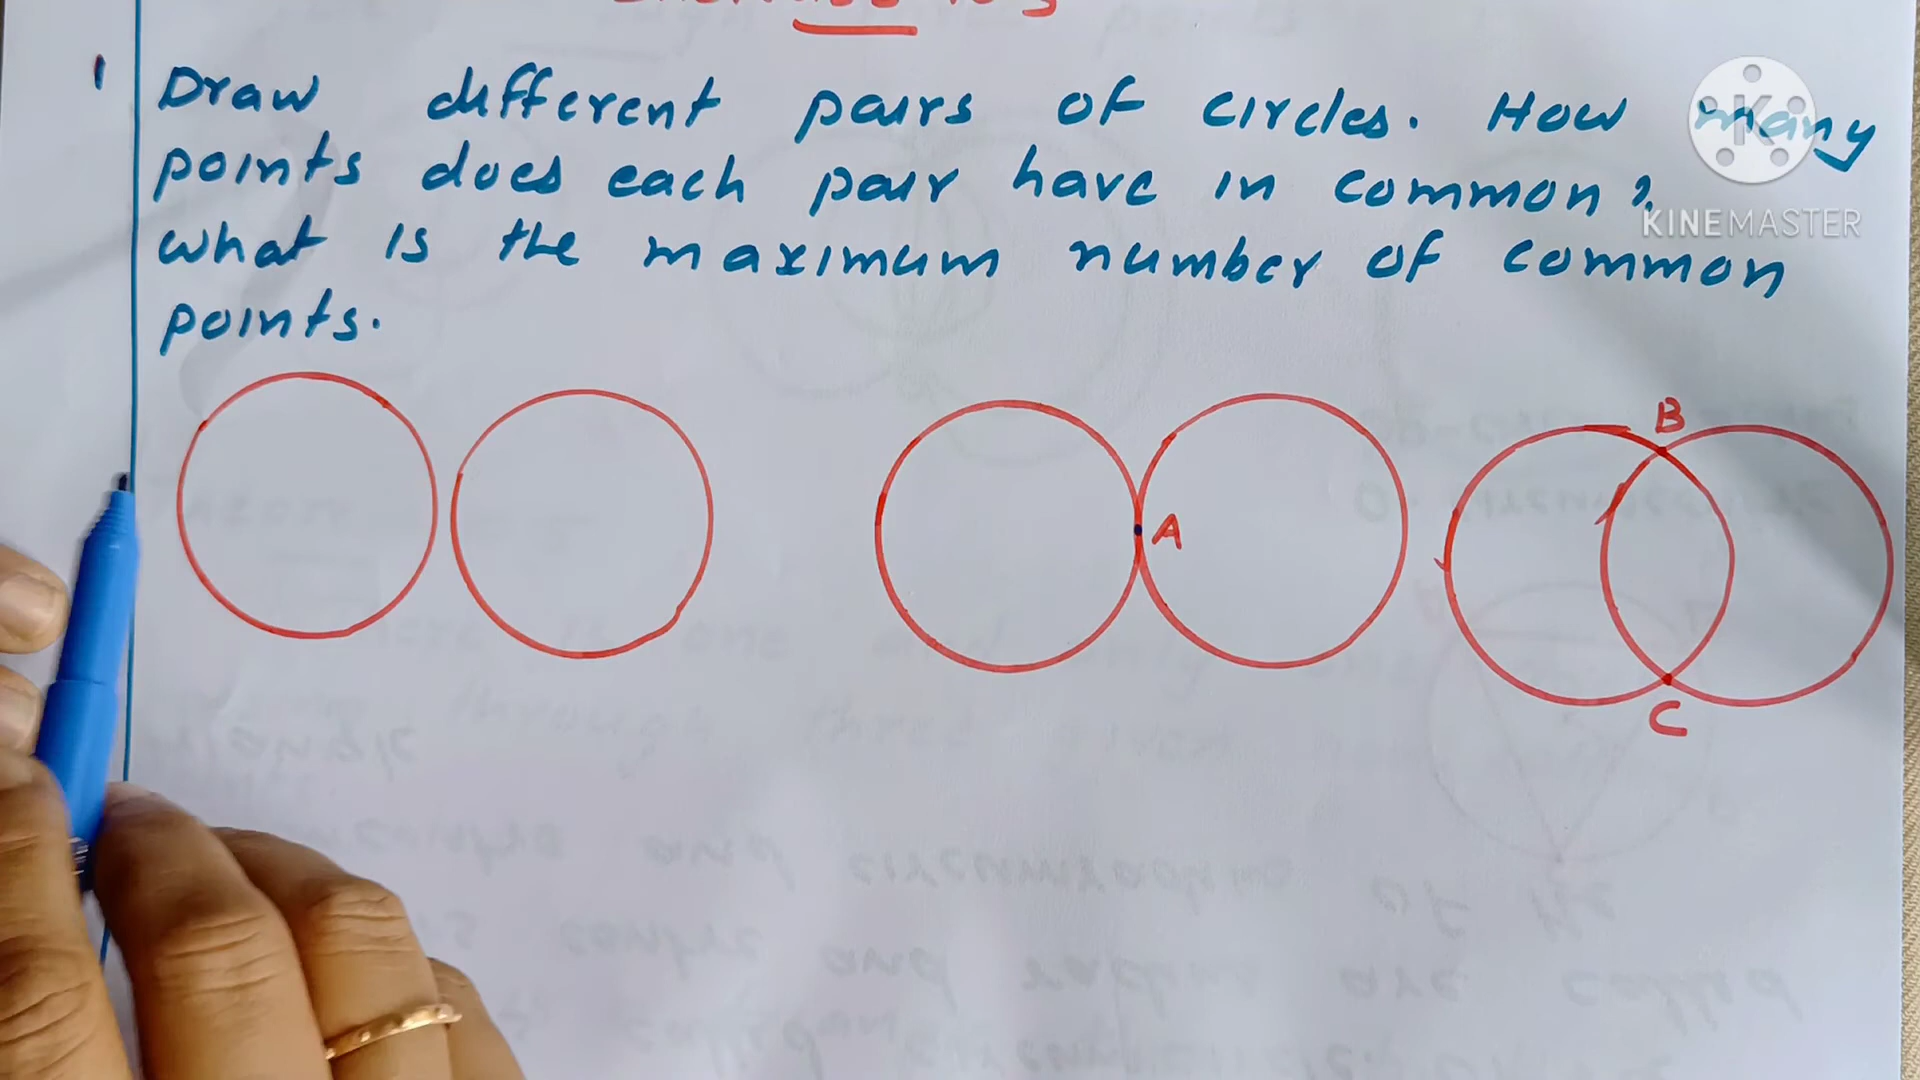 1 Draw different pairs of circles. How many
points does each pair have in common?
what is the maximum number of common
points.
KINEMASTER
A
B
C